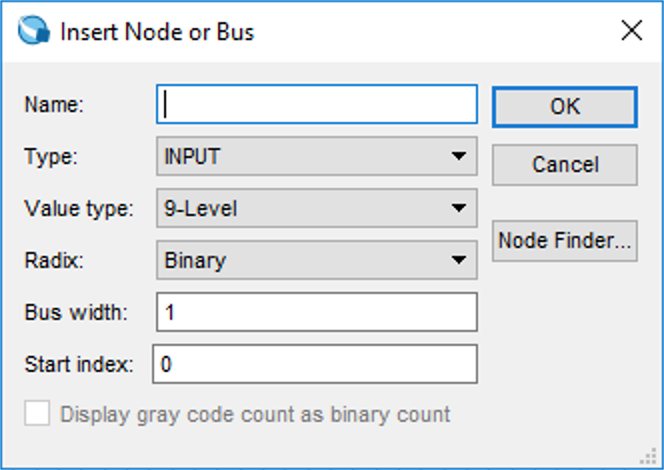 Insert Node or Bus
Name:
OK
Type: INPUT
Cancel
Value type: 9-Level
Node Finder...
Radix: Binary
Bus width: 1
Start index: 0
Display gray code count as binary count